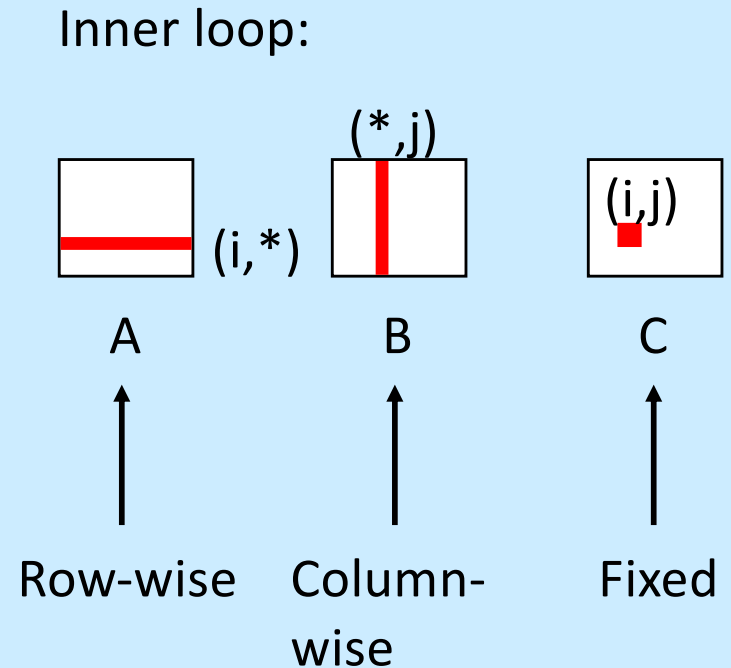 Inner loop:
(*,j)
(i,j)
(i,*)
A B C
Row-wise Column-
wise Fixed